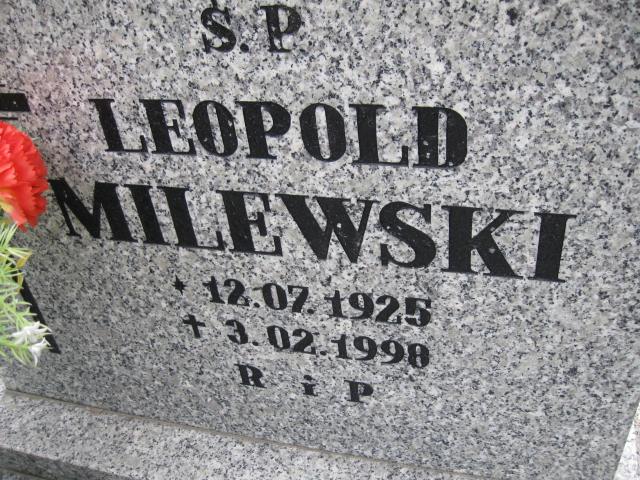 Ś.P
LEOPOLD
MILEWSKI
* 12.07.1925
✝ 3.02.1998
R i P